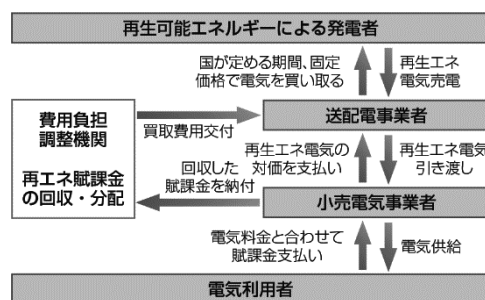 再生可能エネルギーによる発電者
国が定める期間、固定
価格で電気を買い取る
再生エネ
電気売電
費用負担
調整機関
再エネ賦課金
の回収・分配
買取費用交付
送配電事業者
回収した
賦課金を納付
再生エネ電気の
対価を支払い
再生エネ電気
引き渡し
小売電気事業者
電気料金と合わせて
賦課金支払い
電気供給
電気利用者